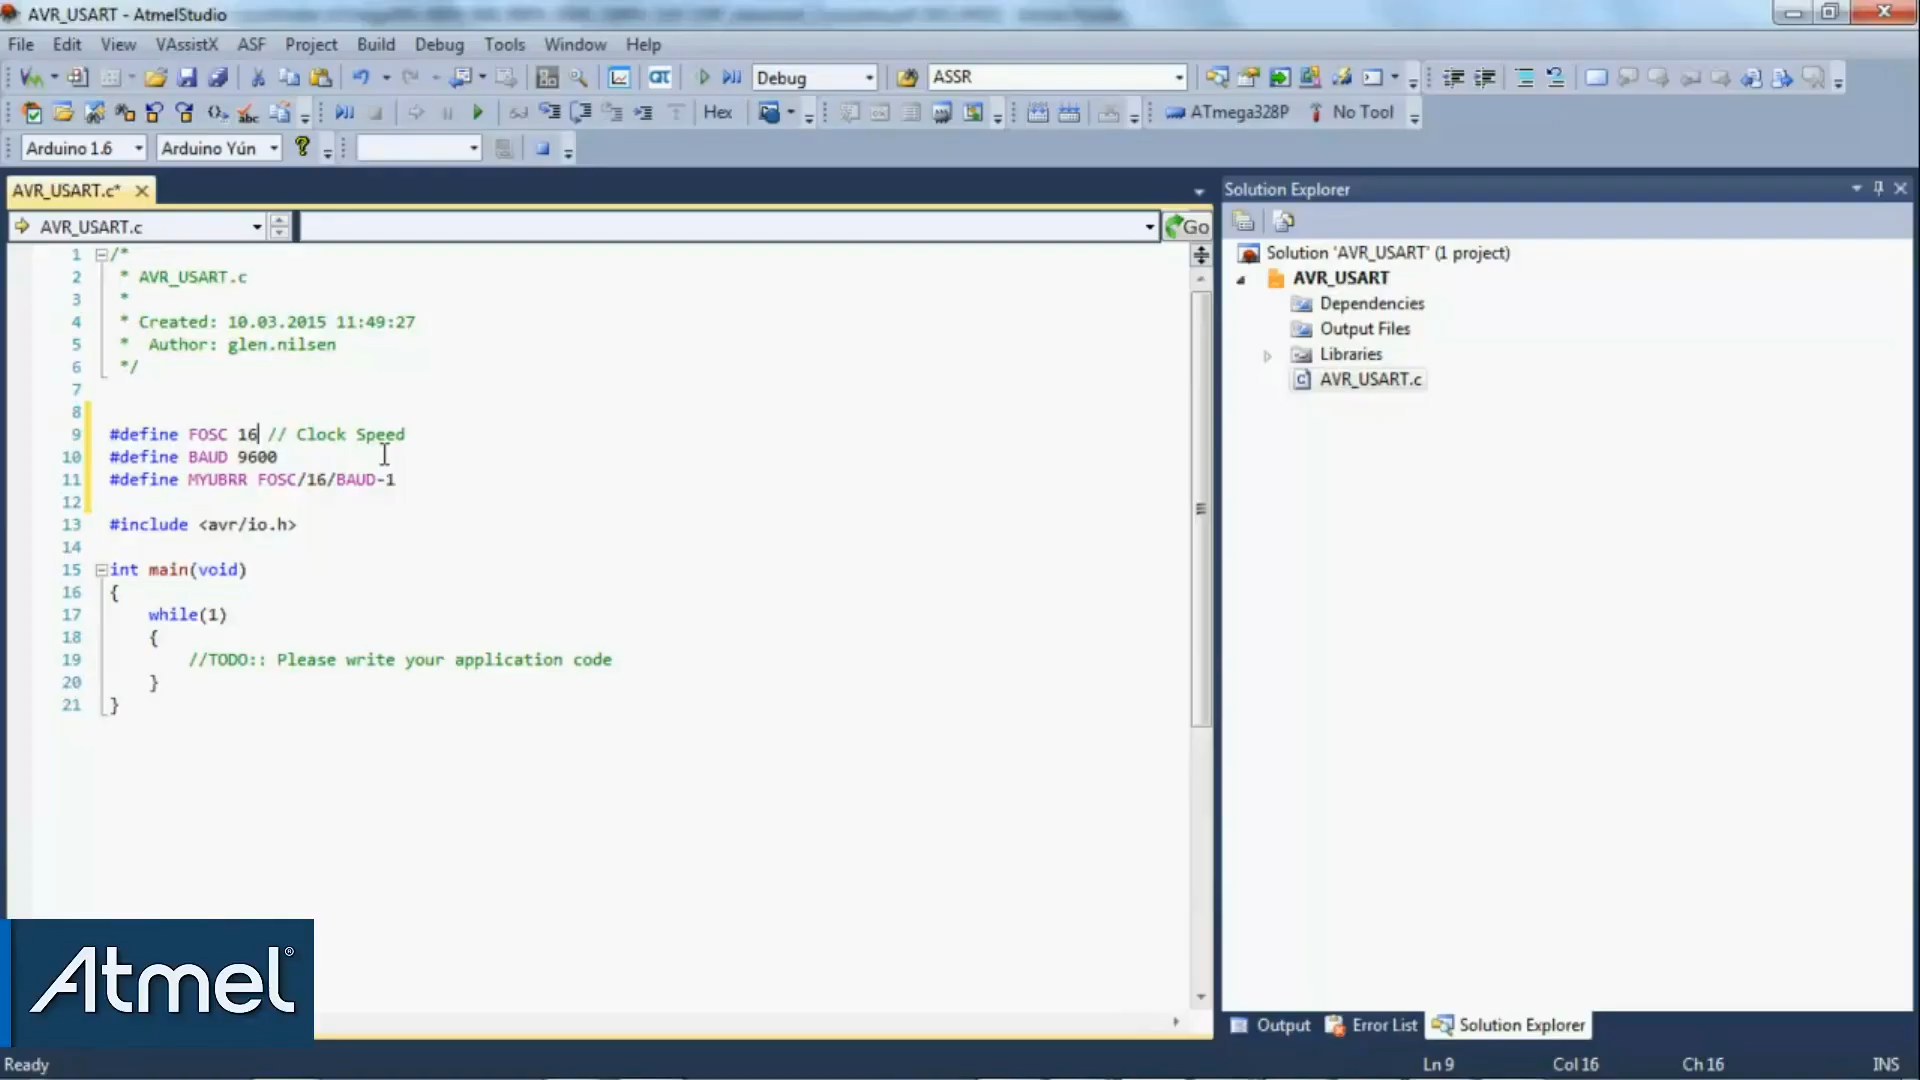 AVR_USART - AtmelStudio
File Edit View VAssistX ASF Project Build Debug Tools Window Help
Debug ASSR
Hex ATmega328P No Tool
Arduino 1.6 Arduino Yún
AVR_USART.c*
AVR_USART.c Go
1 /*
2 * AVR_USART.c
3 *
4 * Created: 10.03.2015 11:49:27
5 * Author: glen.nilsen
6 */
7
8
9 #define FOSC 16 // Clock Speed
10 #define BAUD 9600
11 #define MYUBRR FOSC/16/BAUD-1
12
13 #include <avr/io.h>
14
15 int main(void)
16 {
17 while(1)
18 {
19 //TODO:: Please write your application code
20 }
21 }
Solution Explorer
Solution 'AVR_USART' (1 project)
AVR_USART
Dependencies
Output Files
Libraries
AVR_USART.c
Atmel®
Output Error List Solution Explorer
Ready Ln 9 Col 16 Ch 16 INS